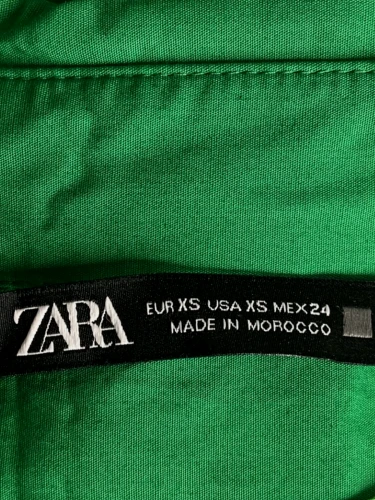 ZARA
EUR XS USA XS MEX 24
MADE IN MOROCCO